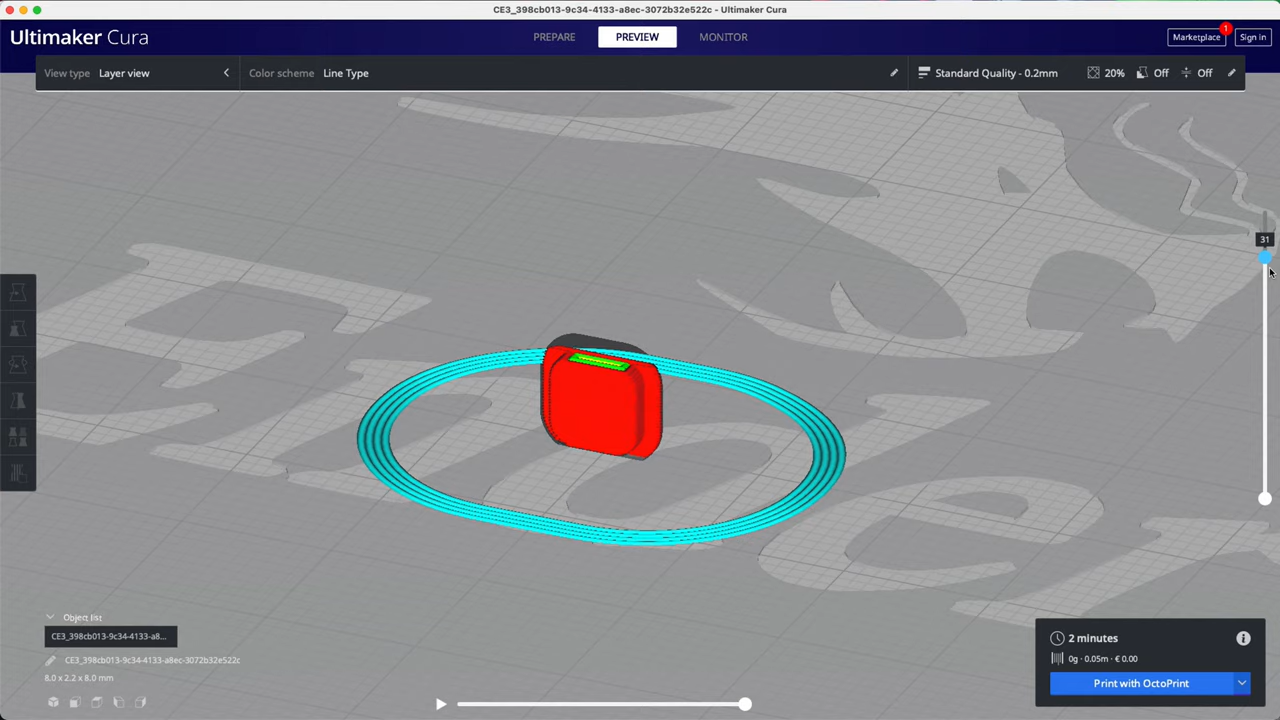 CE3_398cb013-9c34-4133-a8ec-3072b32e522c - Ultimaker Cura
Ultimaker Cura
PREPARE
PREVIEW
MONITOR
Marketplace
1
Sign in
View type
Layer view
Color scheme
Line Type
Standard Quality - 0.2mm
20%
Off
Off
31
Object list
CE3_398cb013-9c34-4133-a8...
CE3_398cb013-9c34-4133-a8ec-3072b32e522c
8.0 x 2.2 x 8.0 mm
2 minutes
0g · 0.05m · € 0.00
Print with OctoPrint